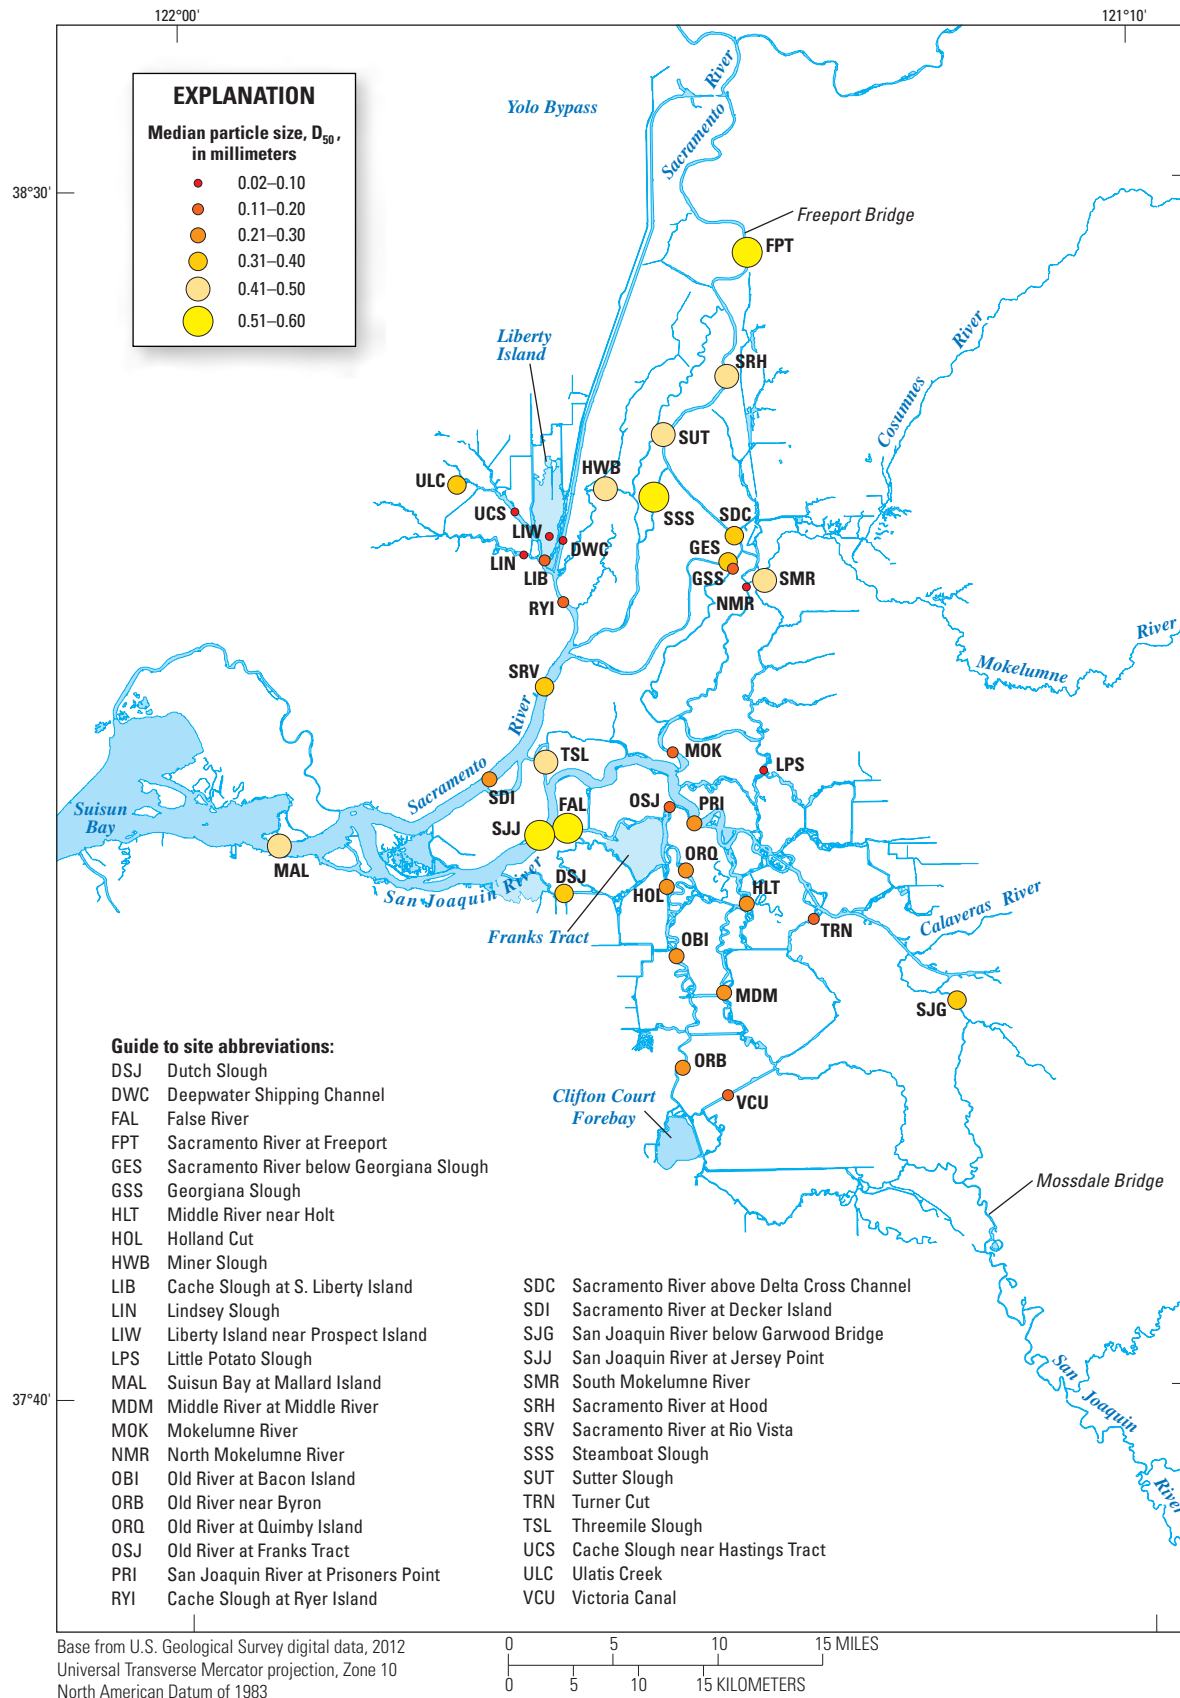 122°00'
121°10'
EXPLANATION
Median particle size, D50,
in millimeters
0.02–0.10
0.11–0.20
0.21–0.30
0.31–0.40
0.41–0.50
0.51–0.60
38°30'
37°40'
Yolo Bypass
Sacramento
River
Freeport Bridge
FPT
Liberty
Island
SRH
Cosumnes
River
SUT
HWB
ULC
UCS
SSS
SDC
LIW
DWC
GES
LIN
LIB
GSS
SMR
NMR
RYI
River
Mokelumne
SRV
Sacramento
River
TSL
MOK
LPS
SDI
OSJ
PRI
FAL
SJJ
Suisun
Bay
MAL
ORQ
DSJ
HOL
HLT
San Joaquin River
Calaveras River
TRN
Franks Tract
OBI
MDM
SJG
ORB
Clifton Court
Forebay
VCU
Mossdale Bridge
San Joaquin
River
Guide to site abbreviations:
DSJ Dutch Slough
DWC Deepwater Shipping Channel
FAL False River
FPT Sacramento River at Freeport
GES Sacramento River below Georgiana Slough
GSS Georgiana Slough
HLT Middle River near Holt
HOL Holland Cut
HWB Miner Slough
LIB Cache Slough at S. Liberty Island
LIN Lindsey Slough
LIW Liberty Island near Prospect Island
LPS Little Potato Slough
MAL Suisun Bay at Mallard Island
MDM Middle River at Middle River
MOK Mokelumne River
NMR North Mokelumne River
OBI Old River at Bacon Island
ORB Old River near Byron
ORQ Old River at Quimby Island
OSJ Old River at Franks Tract
PRI San Joaquin River at Prisoners Point
RYI Cache Slough at Ryer Island
SDC Sacramento River above Delta Cross Channel
SDI Sacramento River at Decker Island
SJG San Joaquin River below Garwood Bridge
SJJ San Joaquin River at Jersey Point
SMR South Mokelumne River
SRH Sacramento River at Hood
SRV Sacramento River at Rio Vista
SSS Steamboat Slough
SUT Sutter Slough
TRN Turner Cut
TSL Threemile Slough
UCS Cache Slough near Hastings Tract
ULC Ulatis Creek
VCU Victoria Canal
Base from U.S. Geological Survey digital data, 2012
Universal Transverse Mercator projection, Zone 10
North American Datum of 1983
0 5 10 15 MILES
0 5 10 15 KILOMETERS